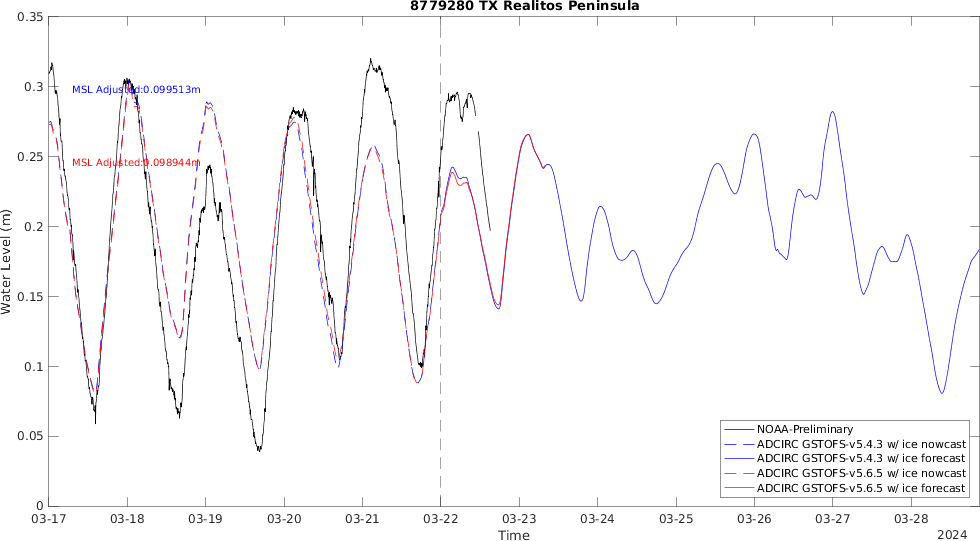 8779280 TX Realitos Peninsula
0.35
0.3
0.25
0.2
0.15
0.1
0.05
0
Water Level (m)
MSL Adjusted:0.099513m
MSL Adjusted:0.098944m
NOAA-Preliminary
ADCIRC GSTOFS-v5.4.3 w/ ice nowcast
ADCIRC GSTOFS-v5.4.3 w/ ice forecast
ADCIRC GSTOFS-v5.6.5 w/ ice nowcast
ADCIRC GSTOFS-v5.6.5 w/ ice forecast
03-17 03-18 03-19 03-20 03-21 03-22 03-23 03-24 03-25 03-26 03-27 03-28
Time
2024